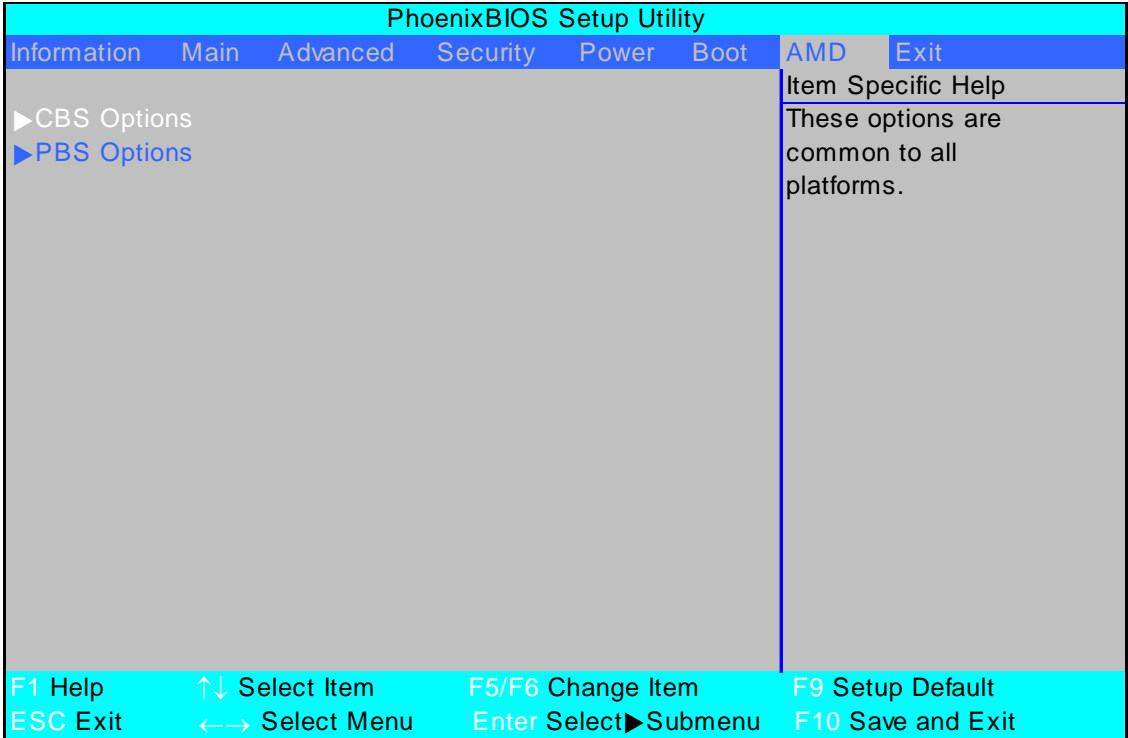 PhoenixBIOS Setup Utility
Information Main Advanced Security Power Boot AMD Exit
Item Specific Help
▶CBS Options
▶PBS Options
These options are
common to all
platforms.
F1 Help ↑↓ Select Item F5/F6 Change Item F9 Setup Default
ESC Exit ←→ Select Menu Enter Select▶Submenu F10 Save and Exit